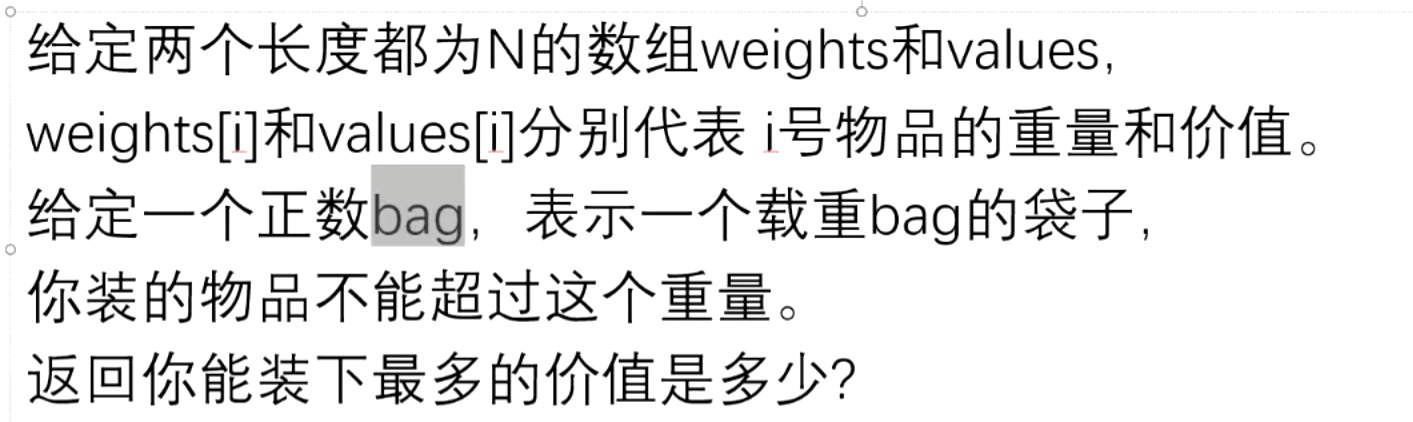 给定两个长度都为N的数组weights和values,
weights[i]和values[i]分别代表 i号物品的重量和价值。
给定一个正数bag，表示一个载重bag的袋子,
你装的物品不能超过这个重量。
返回你能装下最多的价值是多少?